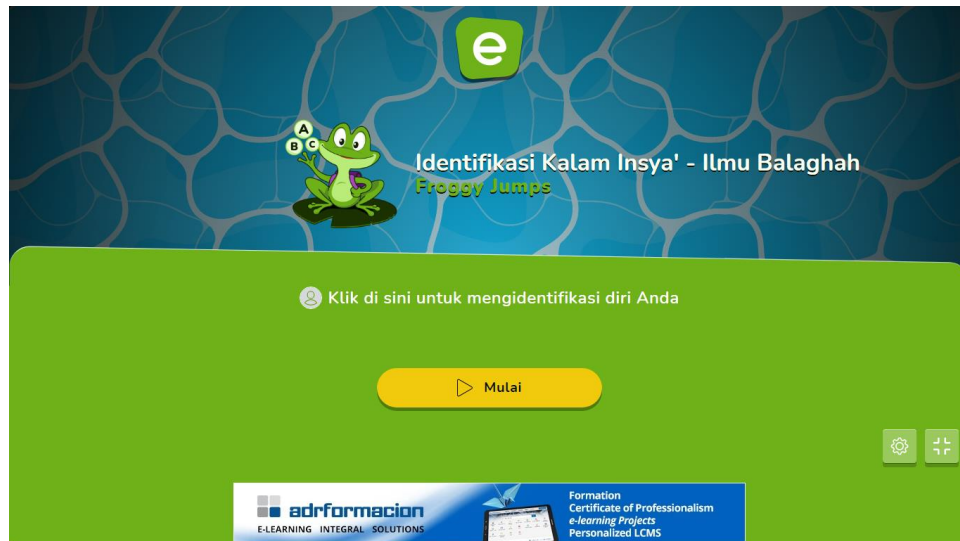 e
A
B C
Identifikasi Kalam Insya' - Ilmu Balaghah
Froggy Jumps
Klik di sini untuk mengidentifikasi diri Anda
Mulai
adrformacion
E-LEARNING INTEGRAL SOLUTIONS
Formation
Certificate of Professionalism
e-learning Projects
Personalized LCMS